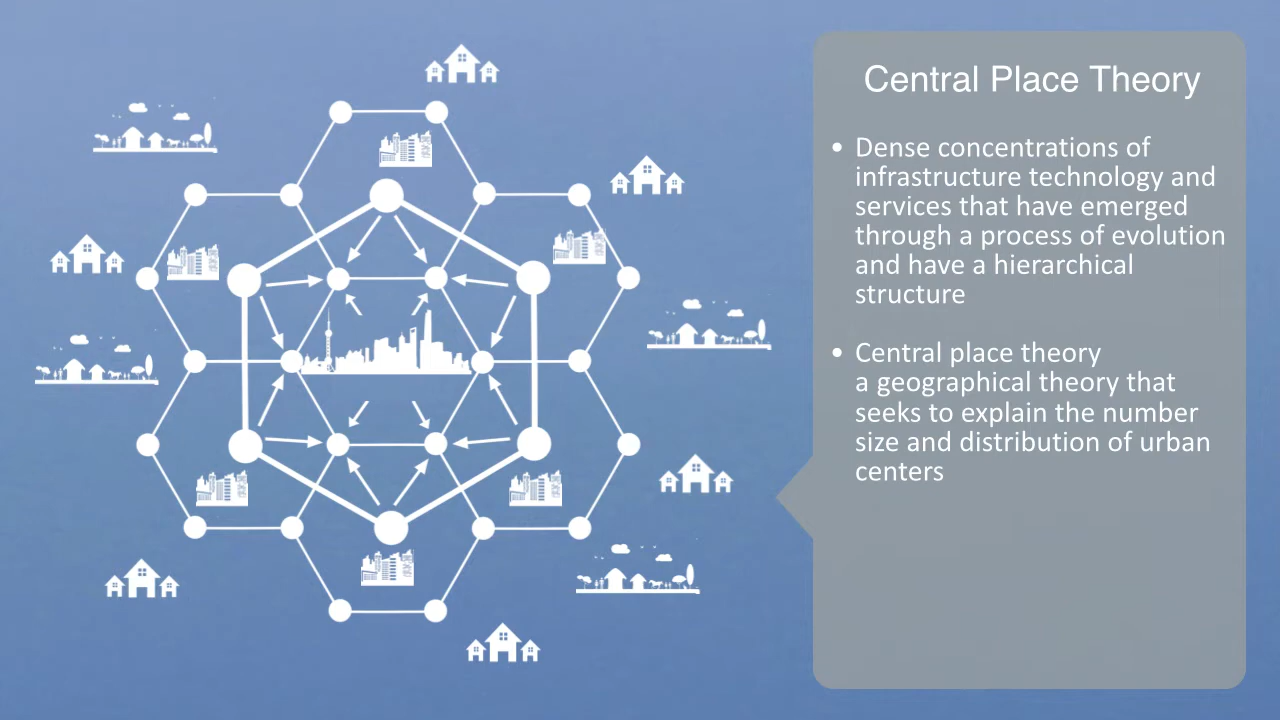 Central Place Theory
• Dense concentrations of
infrastructure technology and
services that have emerged
through a process of evolution
and have a hierarchical
structure
• Central place theory
a geographical theory that
seeks to explain the number
size and distribution of urban
centers